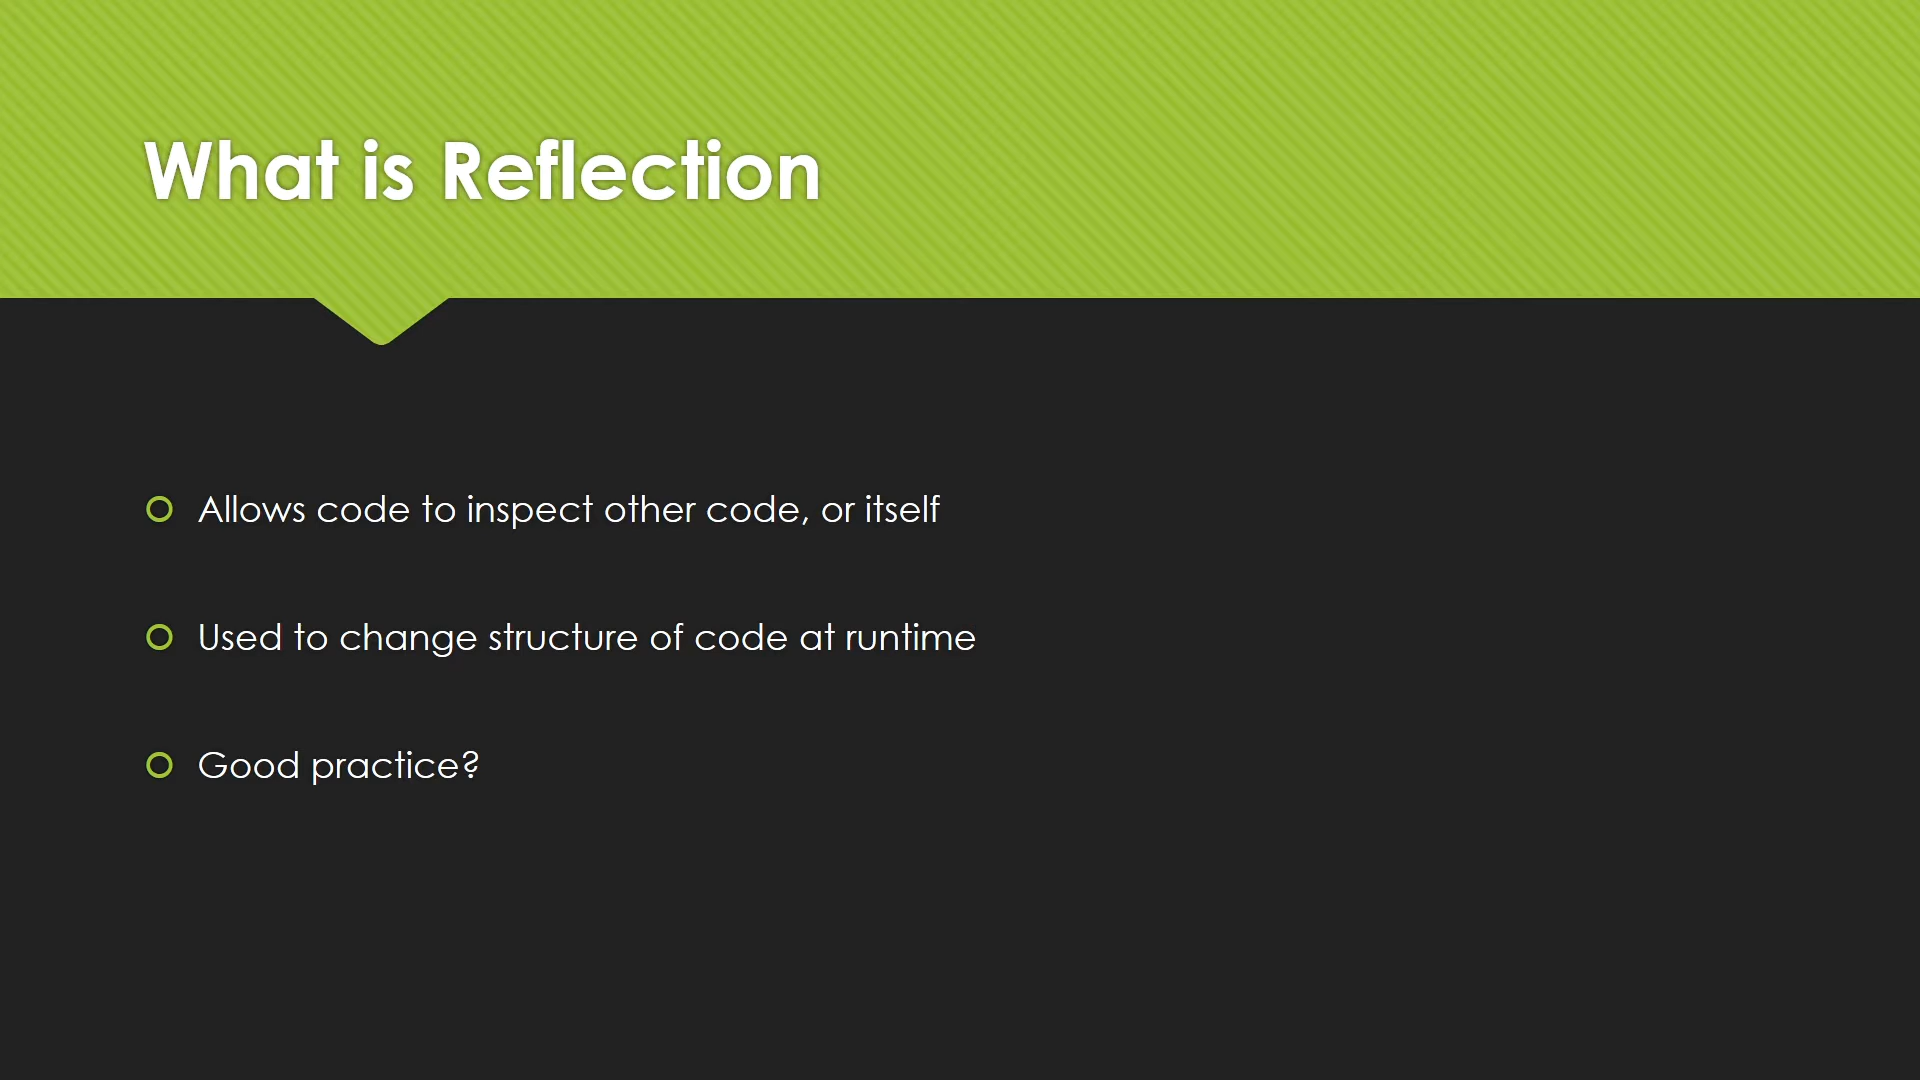 What is Reflection
Allows code to inspect other code, or itself
Used to change structure of code at runtime
Good practice?